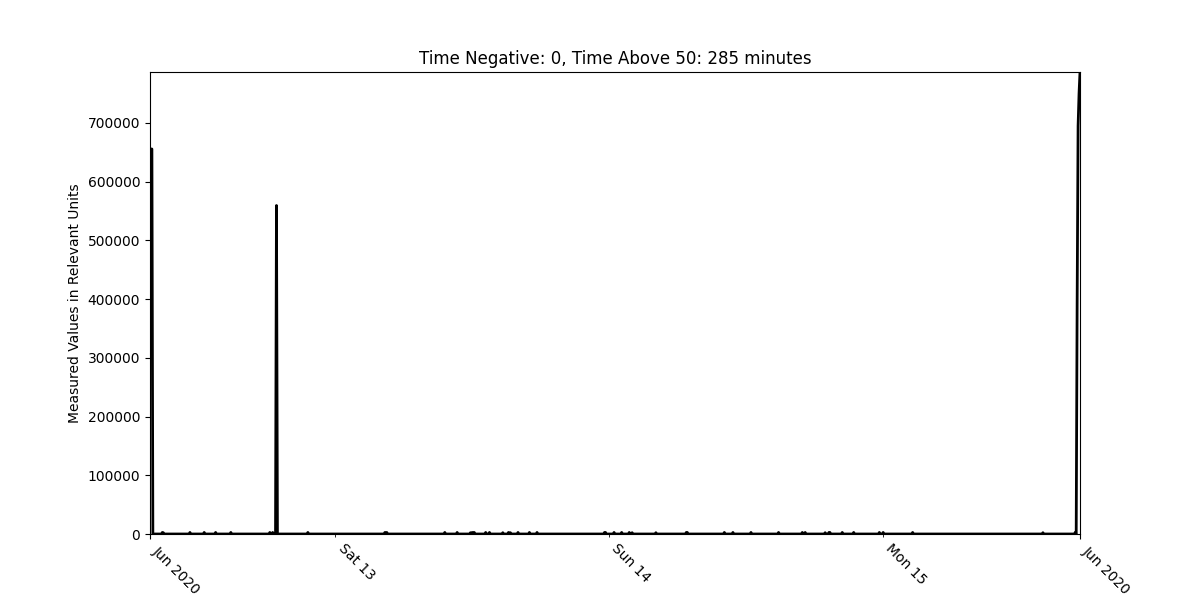 Time Negative: 0, Time Above 50: 285 minutes
Measured Values in Relevant Units
700000
600000
500000
400000
300000
200000
100000
0
Jun 2020
Sat 13
Sun 14
Mon 15
Jun 2020